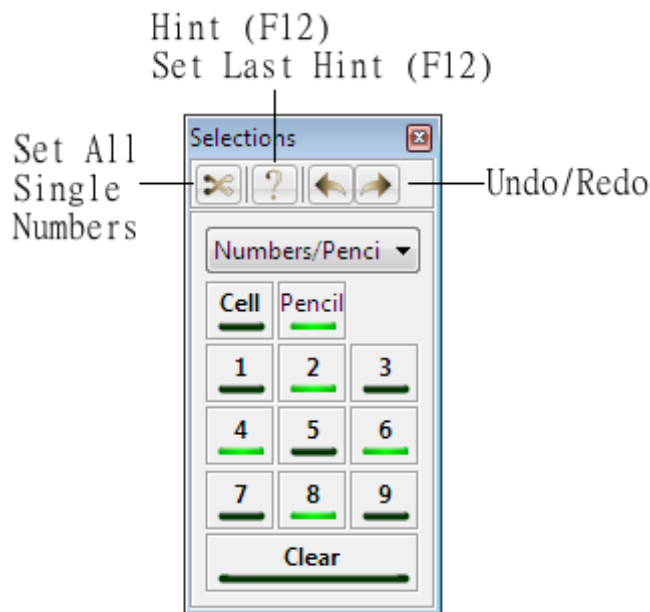 Hint (F12)
Set Last Hint (F12)
Set All
Single
Numbers
Selections
?
Undo/Redo
Numbers/Penci
Cell Pencil
1 2 3
4 5 6
7 8 9
Clear